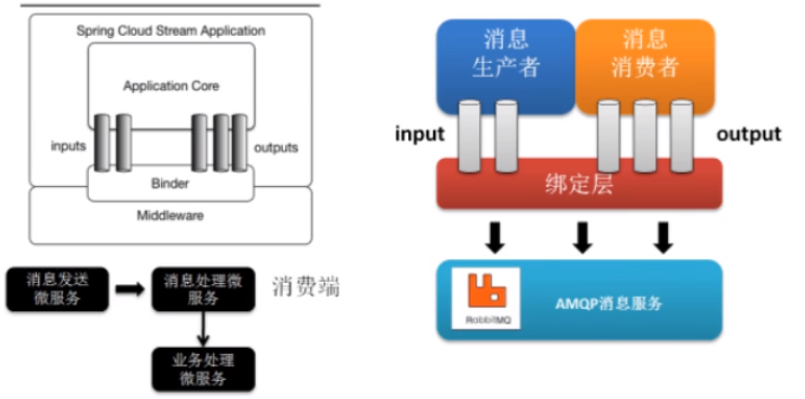 Spring Cloud Stream Application
Application Core
inputs
outputs
Binder
Middleware
消息发送
微服务
消息处理微
服务
消费端
业务处理
微服务
消息
生产者
消息
消费者
input
output
绑定层
RabbitMQ
AMQP消息服务